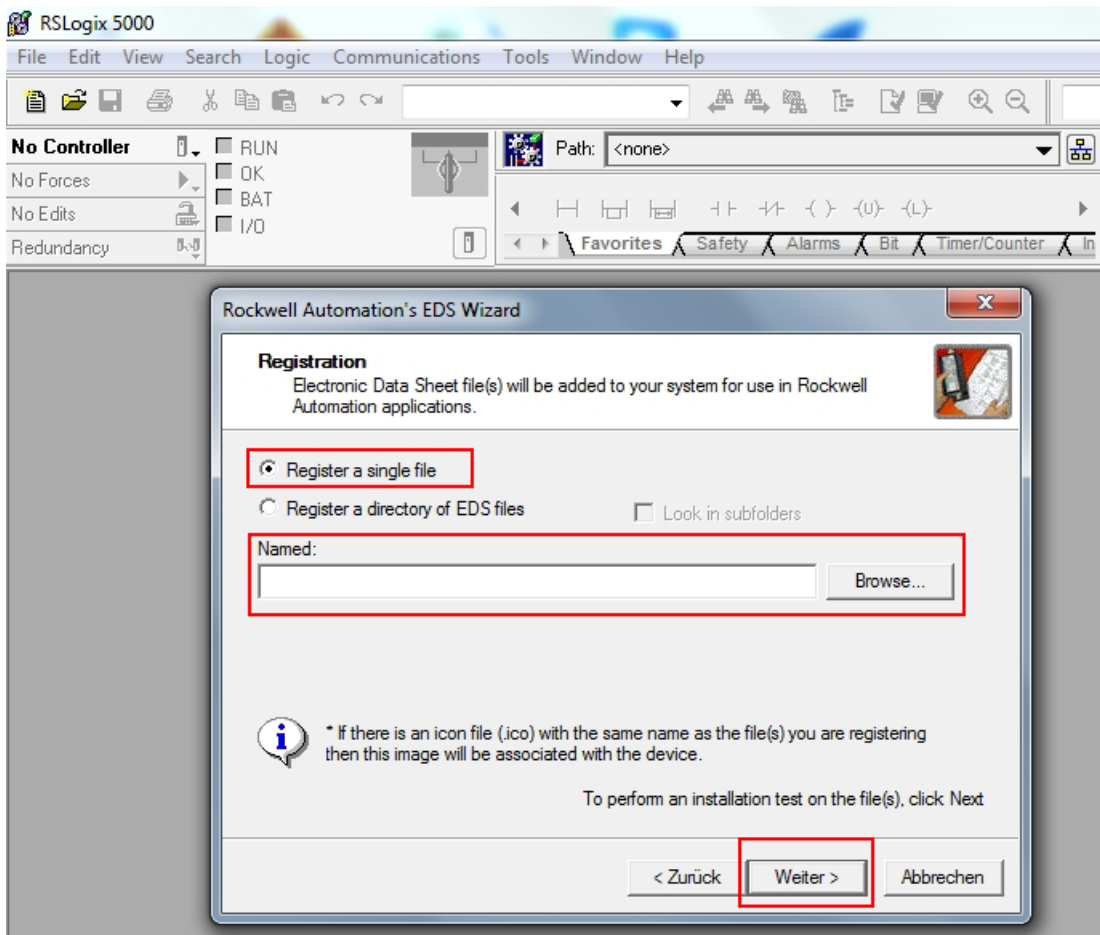 RSLogix 5000
File Edit View Search Logic Communications Tools Window Help
No Controller
RUN
Path: <none>
No Forces
OK
No Edits
BAT
I/O
-(U)- -(L)-
Redundancy
Favorites Safety Alarms Bit Timer/Counter In
Rockwell Automation's EDS Wizard
Registration
Electronic Data Sheet file(s) will be added to your system for use in Rockwell
Automation applications.
Register a single file
Register a directory of EDS files Look in subfolders
Named:
Browse...
* If there is an icon file (.ico) with the same name as the file(s) you are registering
then this image will be associated with the device.
To perform an installation test on the file(s), click Next
< Zurück Weiter > Abbrechen